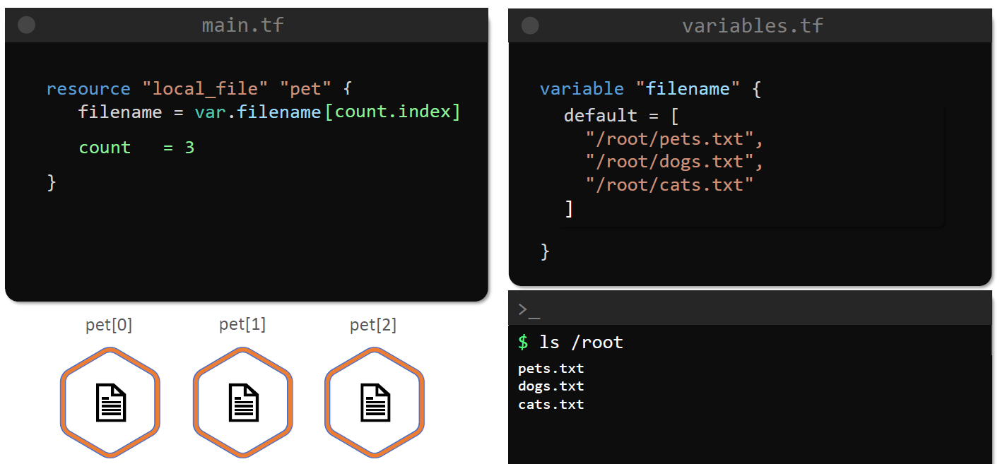 main.tf
resource "local_file" "pet" {
filename = var.filename[count.index]
count = 3
}
variables.tf
variable "filename" {
default = [
"/root/pets.txt",
"/root/dogs.txt",
"/root/cats.txt"
]
}
pet[0] pet[1] pet[2]
>_
$ ls /root
pets.txt
dogs.txt
cats.txt